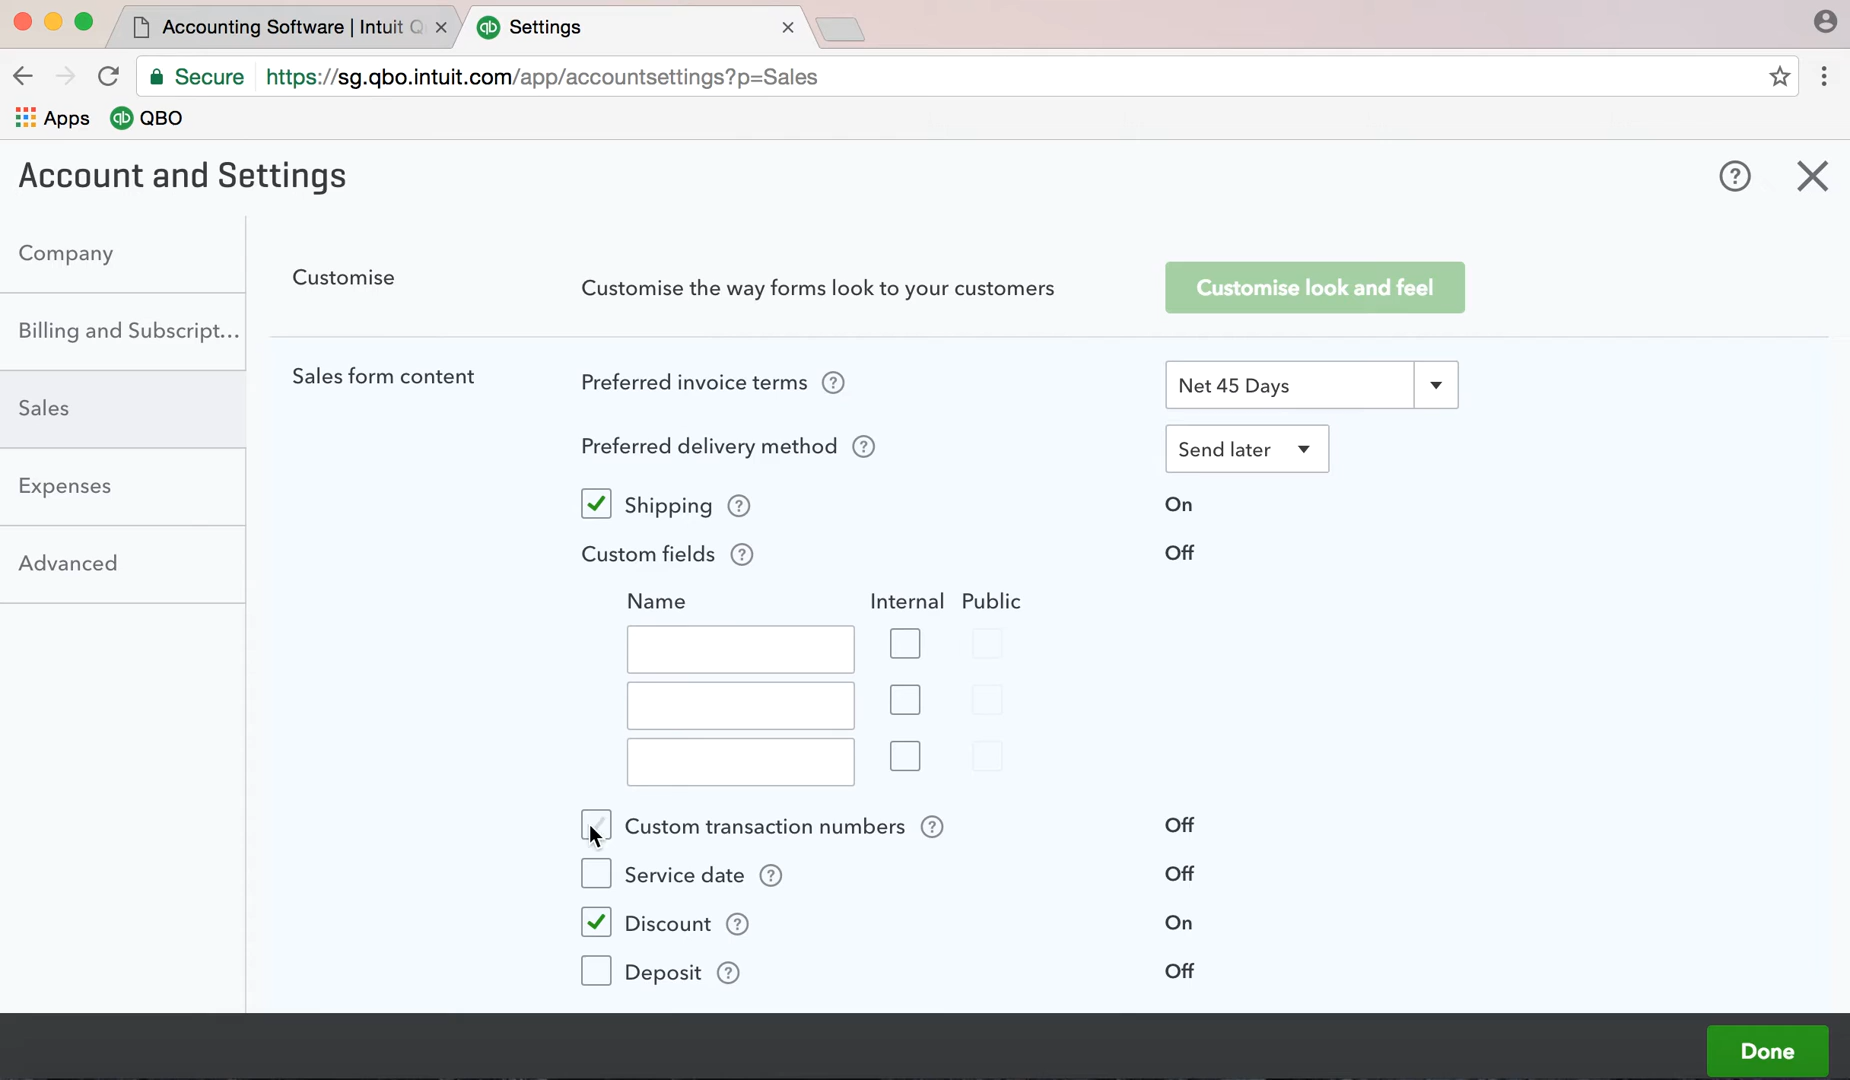 Accounting Software | Intuit Q
Settings
Secure https://sg.qbo.intuit.com/app/accountsettings?p=Sales
Apps QBO
Account and Settings
Company
Billing and Subscript...
Sales
Expenses
Advanced
Customise
Customise the way forms look to your customers
Customise look and feel
Sales form content
Preferred invoice terms ?
Net 45 Days
Preferred delivery method ?
Send later
Shipping ? On
Custom fields ? Off
Name Internal Public
Custom transaction numbers ? Off
Service date ? Off
Discount ? On
Deposit ? Off
Done